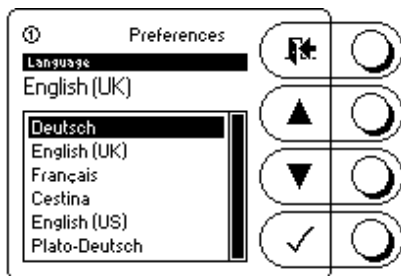 ① Preferences
Language
English (UK)
Deutsch
English (UK)
Français
Cestina
English (US)
Plato-Deutsch